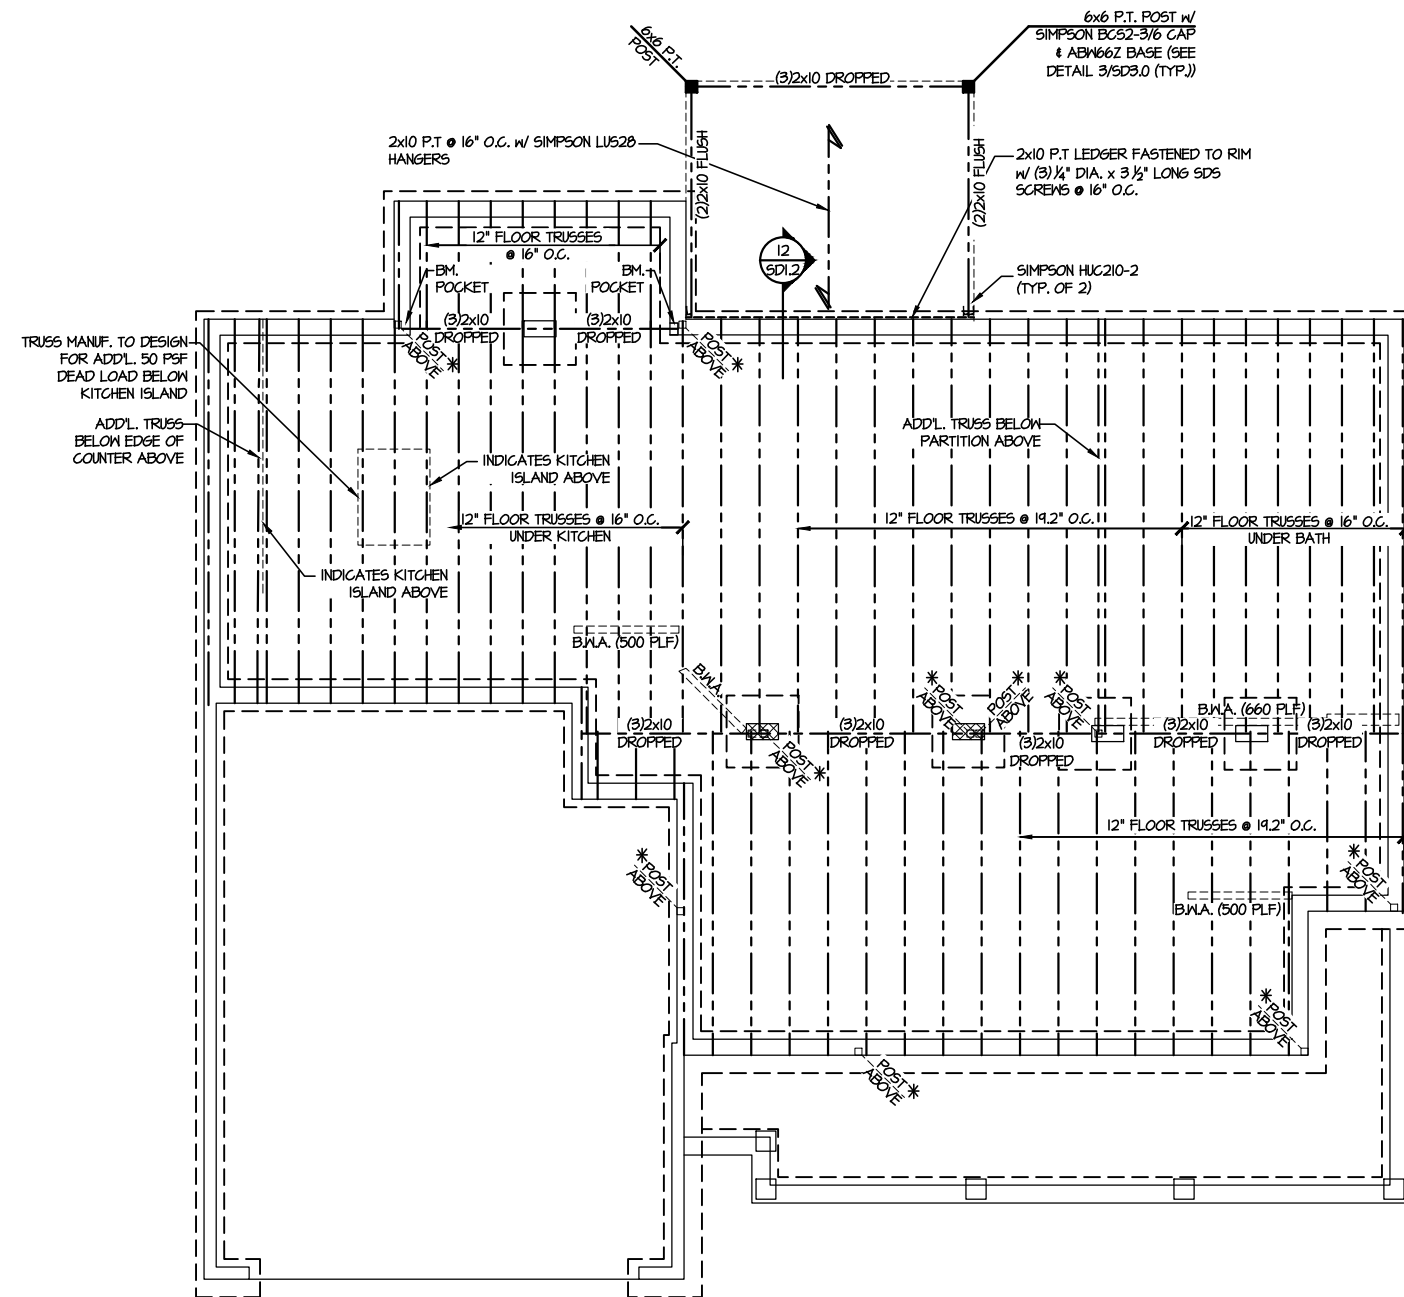 6x6 P.T.
POST
6x6 P.T. POST w/
SIMPSON BCS2-3/6 CAP
& ABW66Z BASE (SEE
DETAIL 3/SD3.0 (TYP.))
(3)2x10 DROPPED
2x10 P.T @ 16" O.C. w/ SIMPSON LUS28
HANGERS
(2)2x10 FLUSH
(2)2x10 FLUSH
2x10 P.T LEDGER FASTENED TO RIM
w/ (3) 1/4" DIA. x 3 1/2" LONG SDS
SCREWS @ 16" O.C.
12" FLOOR TRUSSES
@ 16" O.C.
12
SD1.2
BM.
POCKET
BM.
POCKET
SIMPSON HUC210-2
(TYP. OF 2)
(3)2x10
DROPPED
(3)2x10
DROPPED
POST
ABOVE *
POST
ABOVE *
TRUSS MANUF. TO DESIGN
FOR ADD'L. 50 PSF
DEAD LOAD BELOW
KITCHEN ISLAND
ADD'L. TRUSS
BELOW EDGE OF
COUNTER ABOVE
ADD'L. TRUSS BELOW
PARTITION ABOVE
INDICATES KITCHEN
ISLAND ABOVE
12" FLOOR TRUSSES @ 16" O.C.
UNDER KITCHEN
12" FLOOR TRUSSES @ 19.2" O.C.
12" FLOOR TRUSSES @ 16" O.C.
UNDER BATH
INDICATES KITCHEN
ISLAND ABOVE
B.W.A. (500 PLF)
B.W.A.
* POST
ABOVE
POST *
ABOVE
* POST
ABOVE
B.W.A. (660 PLF)
(3)2x10
DROPPED
(3)2x10
DROPPED
(3)2x10
DROPPED
(3)2x10
DROPPED
(3)2x10
DROPPED
POST *
ABOVE
12" FLOOR TRUSSES @ 19.2" O.C.
* POST
ABOVE
* POST
ABOVE
B.W.A. (500 PLF)
* POST
ABOVE
POST *
ABOVE